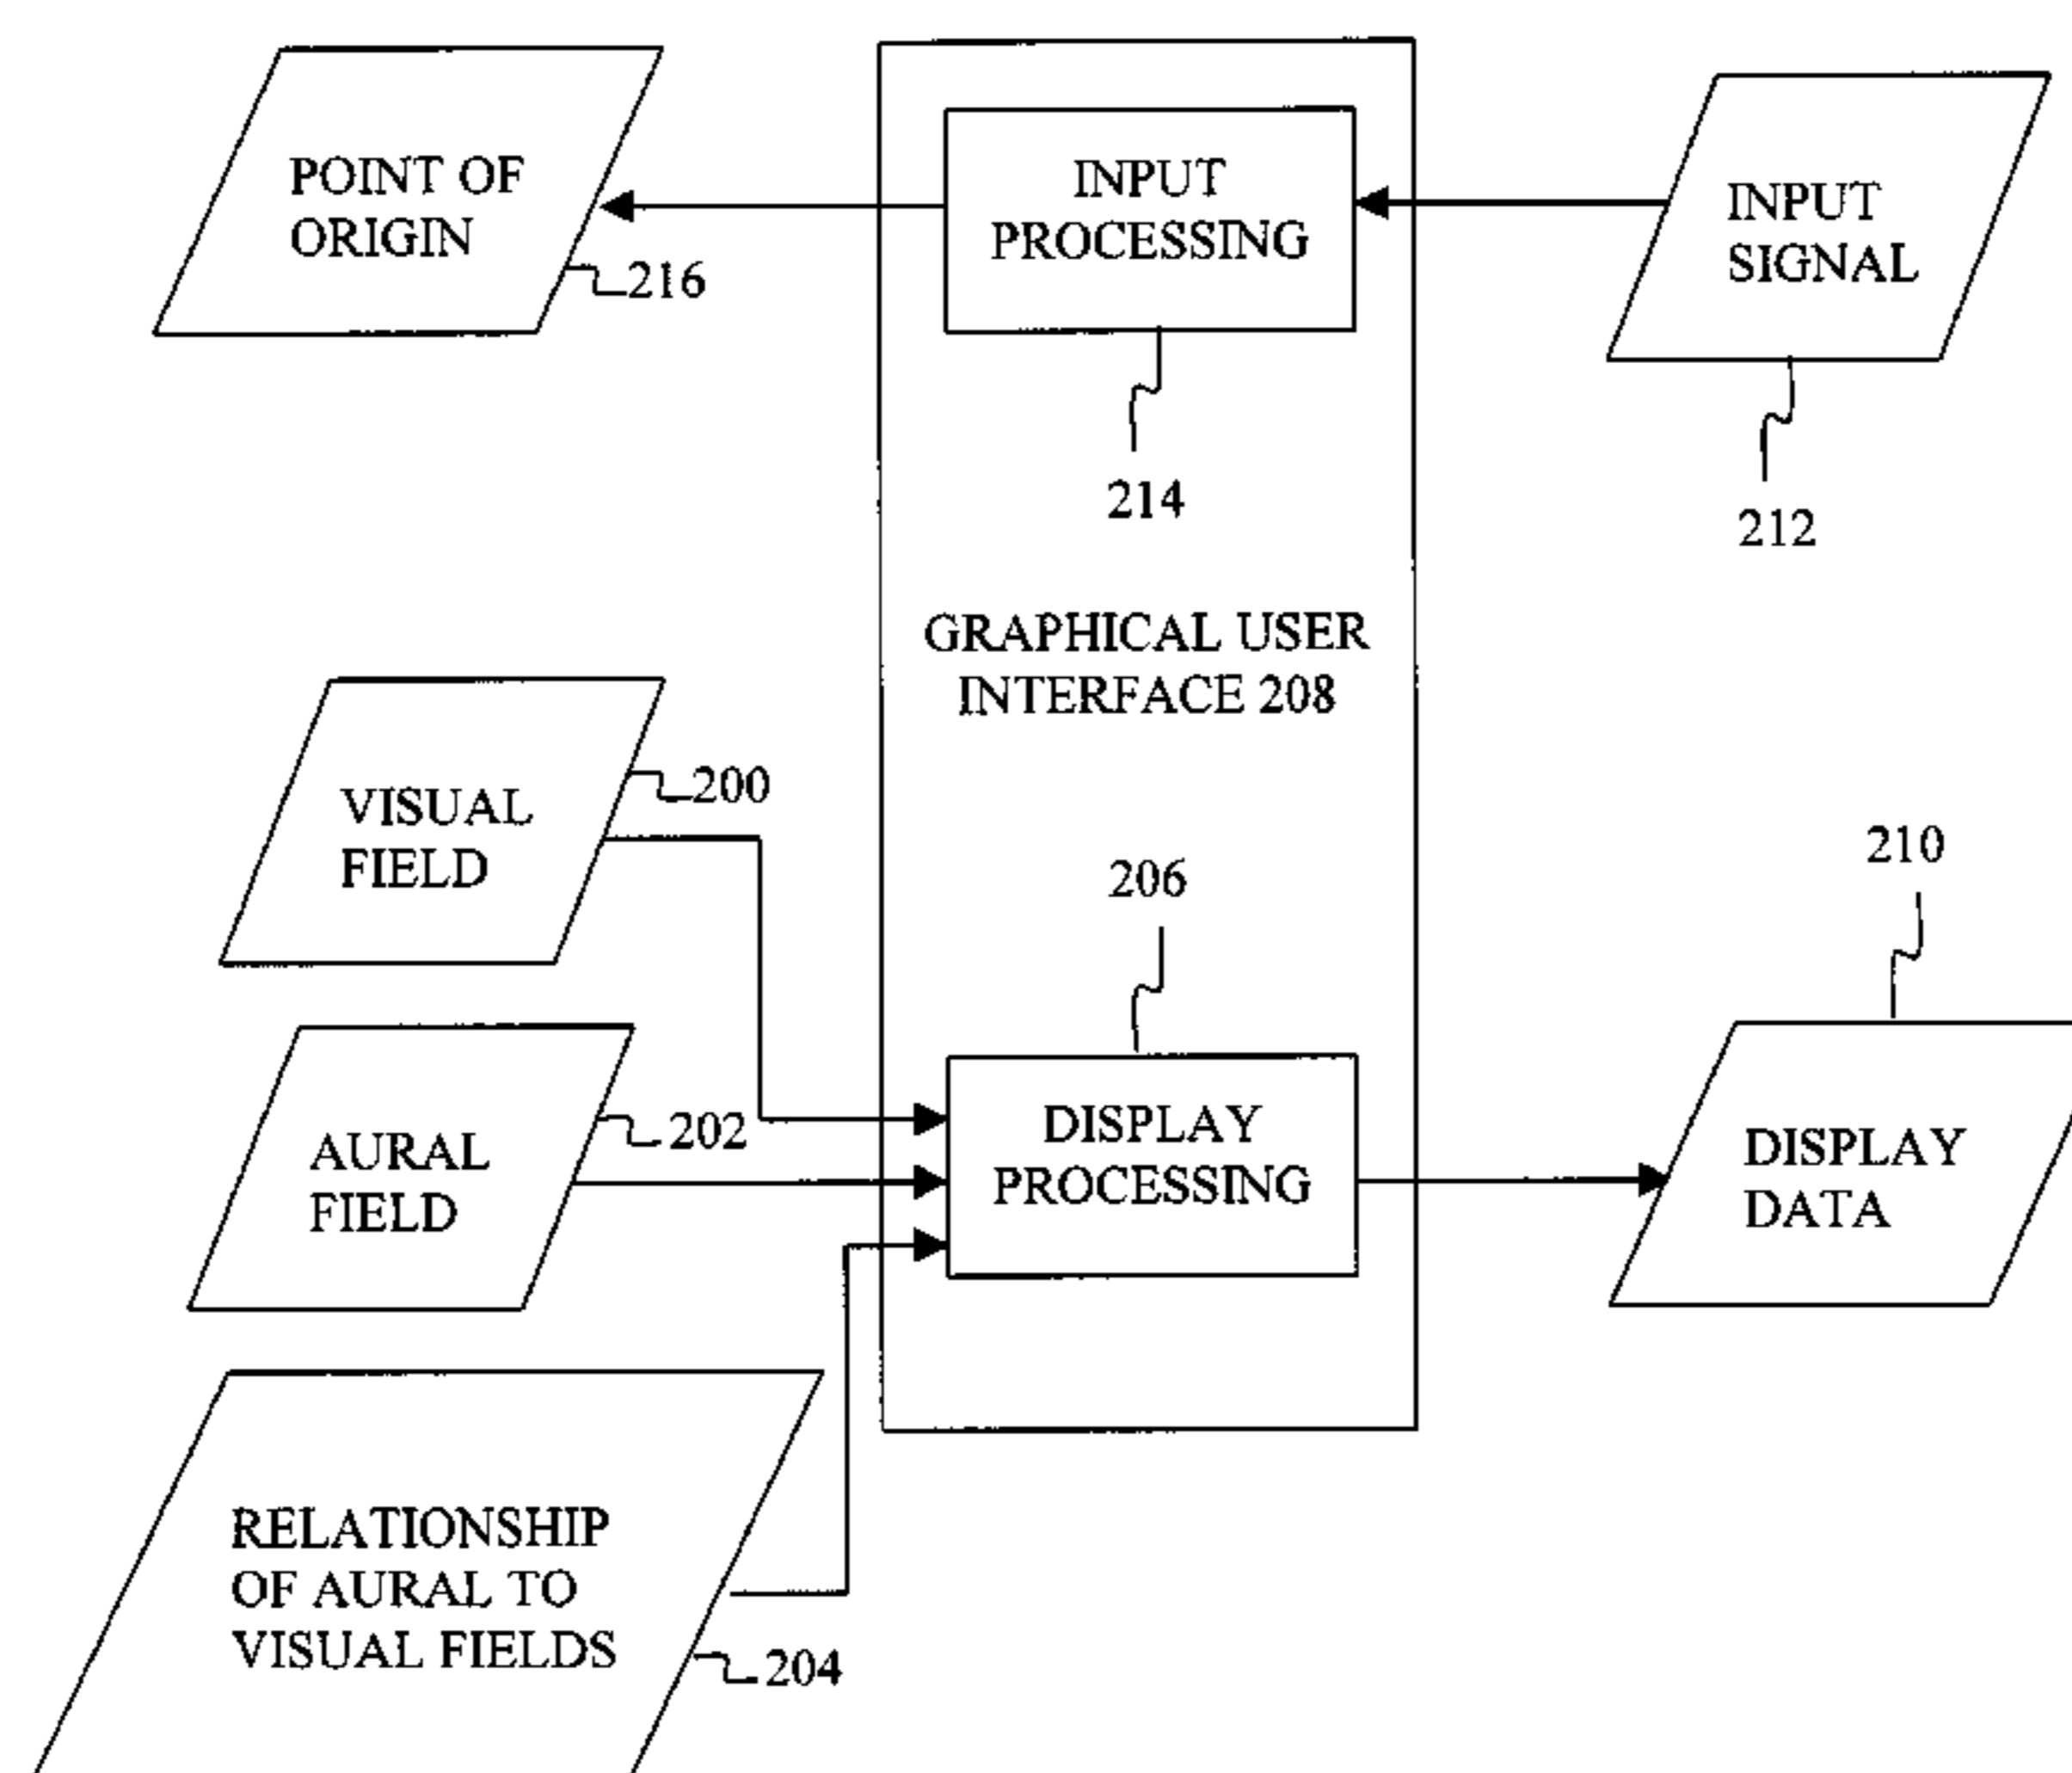 POINT OF
ORIGIN
216
INPUT
PROCESSING
214
INPUT
SIGNAL
212
GRAPHICAL USER
INTERFACE 208
VISUAL
FIELD
200
206
210
AURAL
FIELD
202
DISPLAY
PROCESSING
DISPLAY
DATA
RELATIONSHIP
OF AURAL TO
VISUAL FIELDS
204